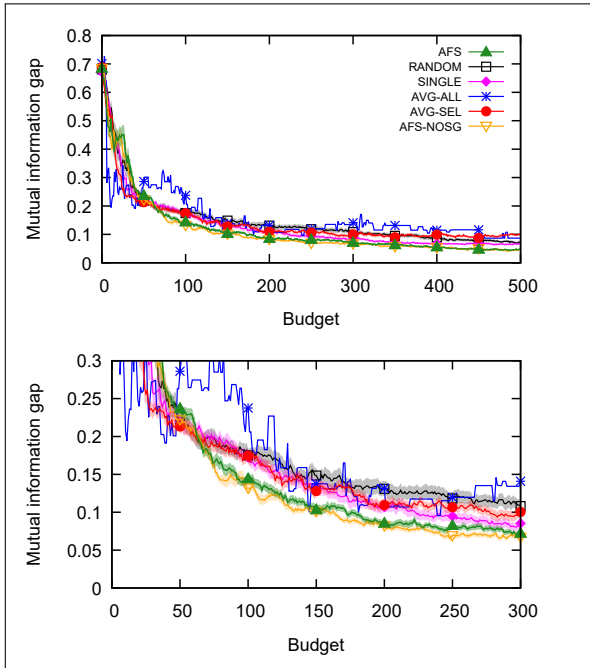 0.8
0.7
0.6
0.5
0.4
0.3
0.2
0.1
0
Mutual information gap
AFS
RANDOM
SINGLE
AVG-ALL
AVG-SEL
AFS-NOSG
0 100 200 300 400 500
Budget
0.3
0.25
0.2
0.15
0.1
0.05
0
Mutual information gap
0 50 100 150 200 250 300
Budget